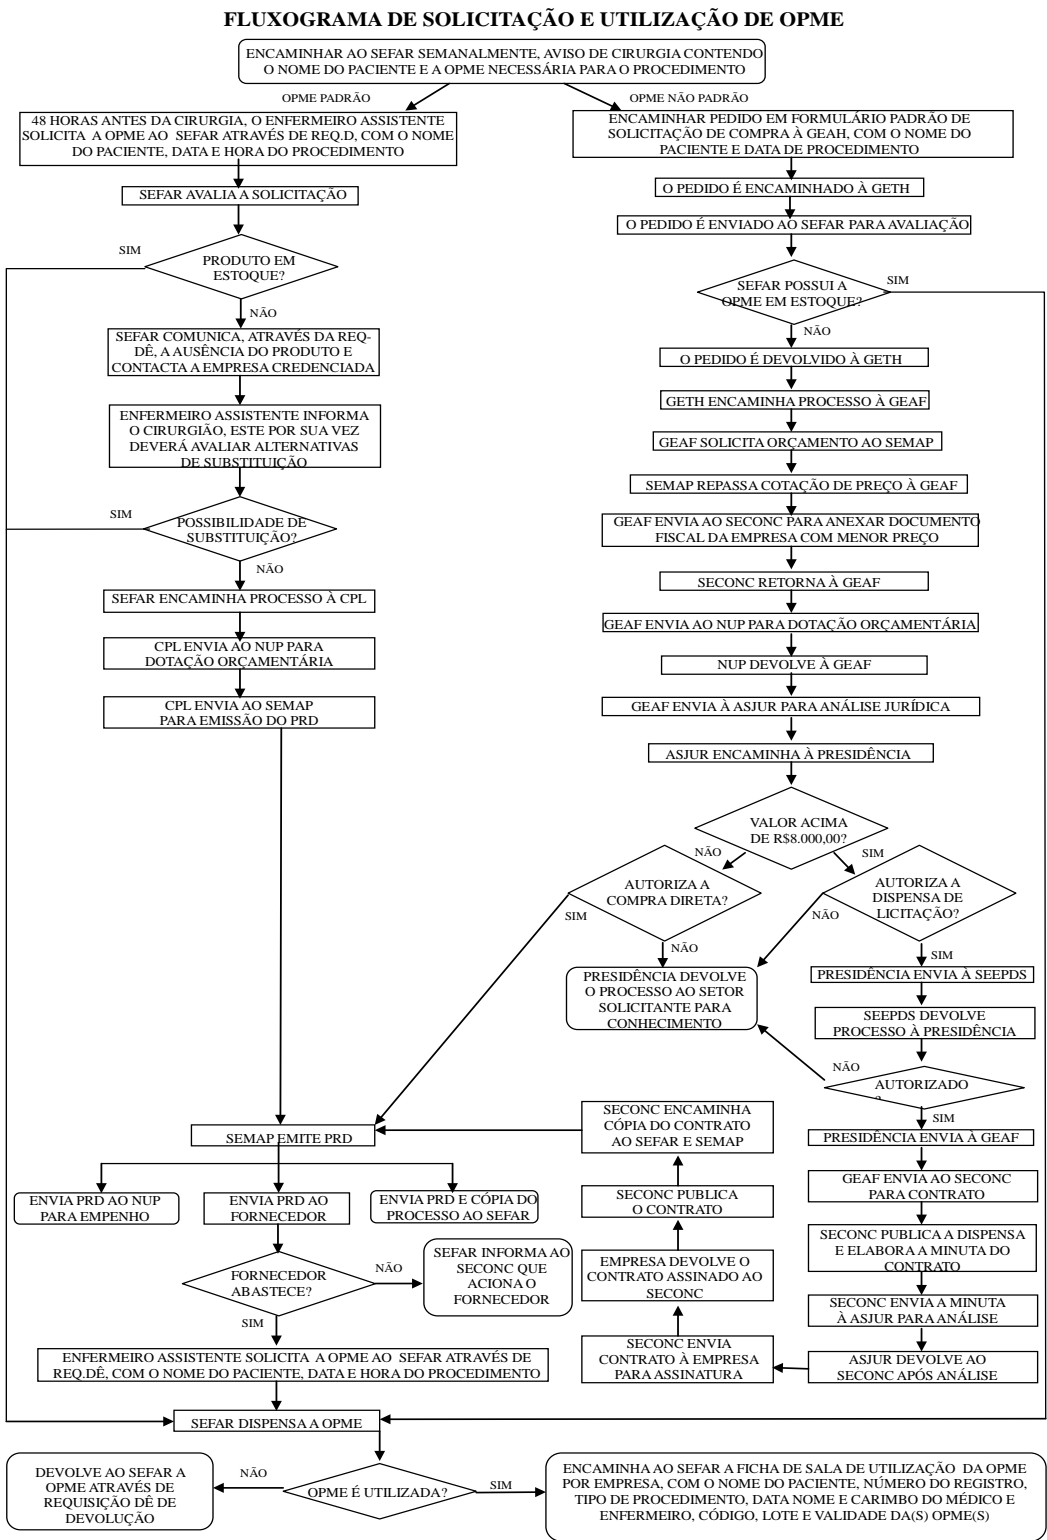 FLUXOGRAMA DE SOLICITAÇÃO E UTILIZAÇÃO DE OPME
ENCAMINHAR AO SEFAR SEMANALMENTE, AVISO DE CIRURGIA CONTENDO
O NOME DO PACIENTE E A OPME NECESSÁRIA PARA O PROCEDIMENTO
OPME PADRÃO
48 HORAS ANTES DA CIRURGIA, O ENFERMEIRO ASSISTENTE
SOLICITA A OPME AO SEFAR ATRAVÉS DE REQ.D, COM O NOME
DO PACIENTE, DATA E HORA DO PROCEDIMENTO
SEFAR AVALIA A SOLICITAÇÃO
SIM
PRODUTO EM
ESTOQUE?
NÃO
SEFAR COMUNICA, ATRAVÉS DA REQ-
DÊ, A AUSÊNCIA DO PRODUTO E
CONTACTA A EMPRESA CREDENCIADA
ENFERMEIRO ASSISTENTE INFORMA
O CIRURGIÃO, ESTE POR SUA VEZ
DEVERÁ AVALIAR ALTERNATIVAS
DE SUBSTITUIÇÃO
SIM
POSSIBILIDADE DE
SUBSTITUIÇÃO?
NÃO
SEFAR ENCAMINHA PROCESSO À CPL
CPL ENVIA AO NUP PARA
DOTAÇÃO ORÇAMENTÁRIA
CPL ENVIA AO SEMAP
PARA EMISSÃO DO PRD
OPME NÃO PADRÃO
ENCAMINHAR PEDIDO EM FORMULÁRIO PADRÃO DE
SOLICITAÇÃO DE COMPRA À GEAH, COM O NOME DO
PACIENTE E DATA DE PROCEDIMENTO
O PEDIDO É ENCAMINHADO À GETH
O PEDIDO É ENVIADO AO SEFAR PARA AVALIAÇÃO
SEFAR POSSUI A
OPME EM ESTOQUE?
SIM
NÃO
O PEDIDO É DEVOLVIDO À GETH
GETH ENCAMINHA PROCESSO À GEAF
GEAF SOLICITA ORÇAMENTO AO SEMAP
SEMAP REPASSA COTAÇÃO DE PREÇO À GEAF
GEAF ENVIA AO SECONC PARA ANEXAR DOCUMENTO
FISCAL DA EMPRESA COM MENOR PREÇO
SECONC RETORNA À GEAF
GEAF ENVIA AO NUP PARA DOTAÇÃO ORÇAMENTÁRIA
NUP DEVOLVE À GEAF
GEAF ENVIA À ASJUR PARA ANÁLISE JURÍDICA
ASJUR ENCAMINHA À PRESIDÊNCIA
VALOR ACIMA
DE R$8.000,00?
NÃO
SIM
AUTORIZA A
COMPRA DIRETA?
SIM
NÃO
AUTORIZA A
DISPENSA DE
LICITAÇÃO?
NÃO
SIM
PRESIDÊNCIA DEVOLVE
O PROCESSO AO SETOR
SOLICITANTE PARA
CONHECIMENTO
PRESIDÊNCIA ENVIA À SEEPDS
SEEPDS DEVOLVE
PROCESSO À PRESIDÊNCIA
NÃO
AUTORIZADO
?
SIM
PRESIDÊNCIA ENVIA À GEAF
GEAF ENVIA AO SECONC
PARA CONTRATO
SECONC PUBLICA A DISPENSA
E ELABORA A MINUTA DO
CONTRATO
SECONC ENVIA A MINUTA
À ASJUR PARA ANÁLISE
ASJUR DEVOLVE AO
SECONC APÓS ANÁLISE
SECONC ENVIA
CONTRATO À EMPRESA
PARA ASSINATURA
EMPRESA DEVOLVE O
CONTRATO ASSINADO AO
SECONC
SECONC PUBLICA
O CONTRATO
SECONC ENCAMINHA
CÓPIA DO CONTRATO
AO SEFAR E SEMAP
SEMAP EMITE PRD
ENVIA PRD AO NUP
PARA EMPENHO
ENVIA PRD AO
FORNECEDOR
ENVIA PRD E CÓPIA DO
PROCESSO AO SEFAR
FORNECEDOR
ABASTECE?
NÃO
SEFAR INFORMA AO
SECONC QUE
ACIONA O
FORNECEDOR
SIM
ENFERMEIRO ASSISTENTE SOLICITA A OPME AO SEFAR ATRAVÉS DE
REQ.DÊ, COM O NOME DO PACIENTE, DATA E HORA DO PROCEDIMENTO
SEFAR DISPENSA A OPME
OPME É UTILIZADA?
NÃO
DEVOLVE AO SEFAR A
OPME ATRAVÉS DE
REQUISIÇÃO DÊ DE
DEVOLUÇÃO
SIM
ENCAMINHA AO SEFAR A FICHA DE SALA DE UTILIZAÇÃO DA OPME
POR EMPRESA, COM O NOME DO PACIENTE, NÚMERO DO REGISTRO,
TIPO DE PROCEDIMENTO, DATA NOME E CARIMBO DO MÉDICO E
ENFERMEIRO, CÓDIGO, LOTE E VALIDADE DA(S) OPME(S)